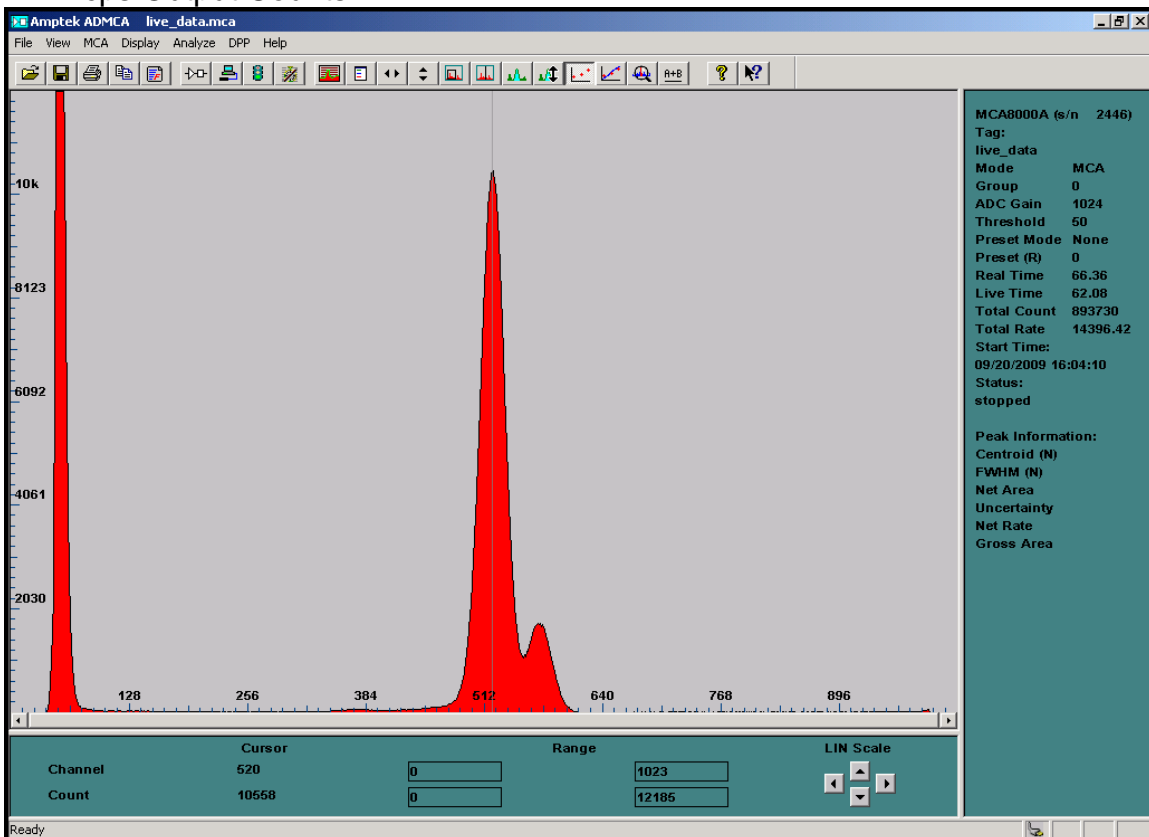 Amptek ADMCA live_data.mca
File View MCA Display Analyze DPP Help
A+B
10k
8123
6092
4061
2030
128 256 384 512 640 768 896
MCA8000A (s/n 2446)
Tag:
live_data
Mode MCA
Group 0
ADC Gain 1024
Threshold 50
Preset Mode None
Preset (R) 0
Real Time 66.36
Live Time 62.08
Total Count 893730
Total Rate 14396.42
Start Time:
09/20/2009 16:04:10
Status:
stopped
Peak Information:
Centroid (N)
FWHM (N)
Net Area
Uncertainty
Net Rate
Gross Area
Cursor Range LIN Scale
Channel 520 0 1023
Count 10558 0 12185
Ready